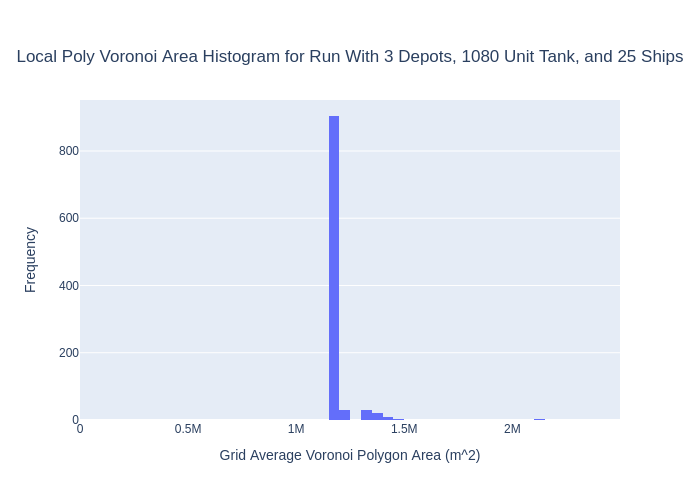 Local Poly Voronoi Area Histogram for Run With 3 Depots, 1080 Unit Tank, and 25 Ships
800
600
400
200
0
Frequency
0 0.5M 1M 1.5M 2M
Grid Average Voronoi Polygon Area (m^2)